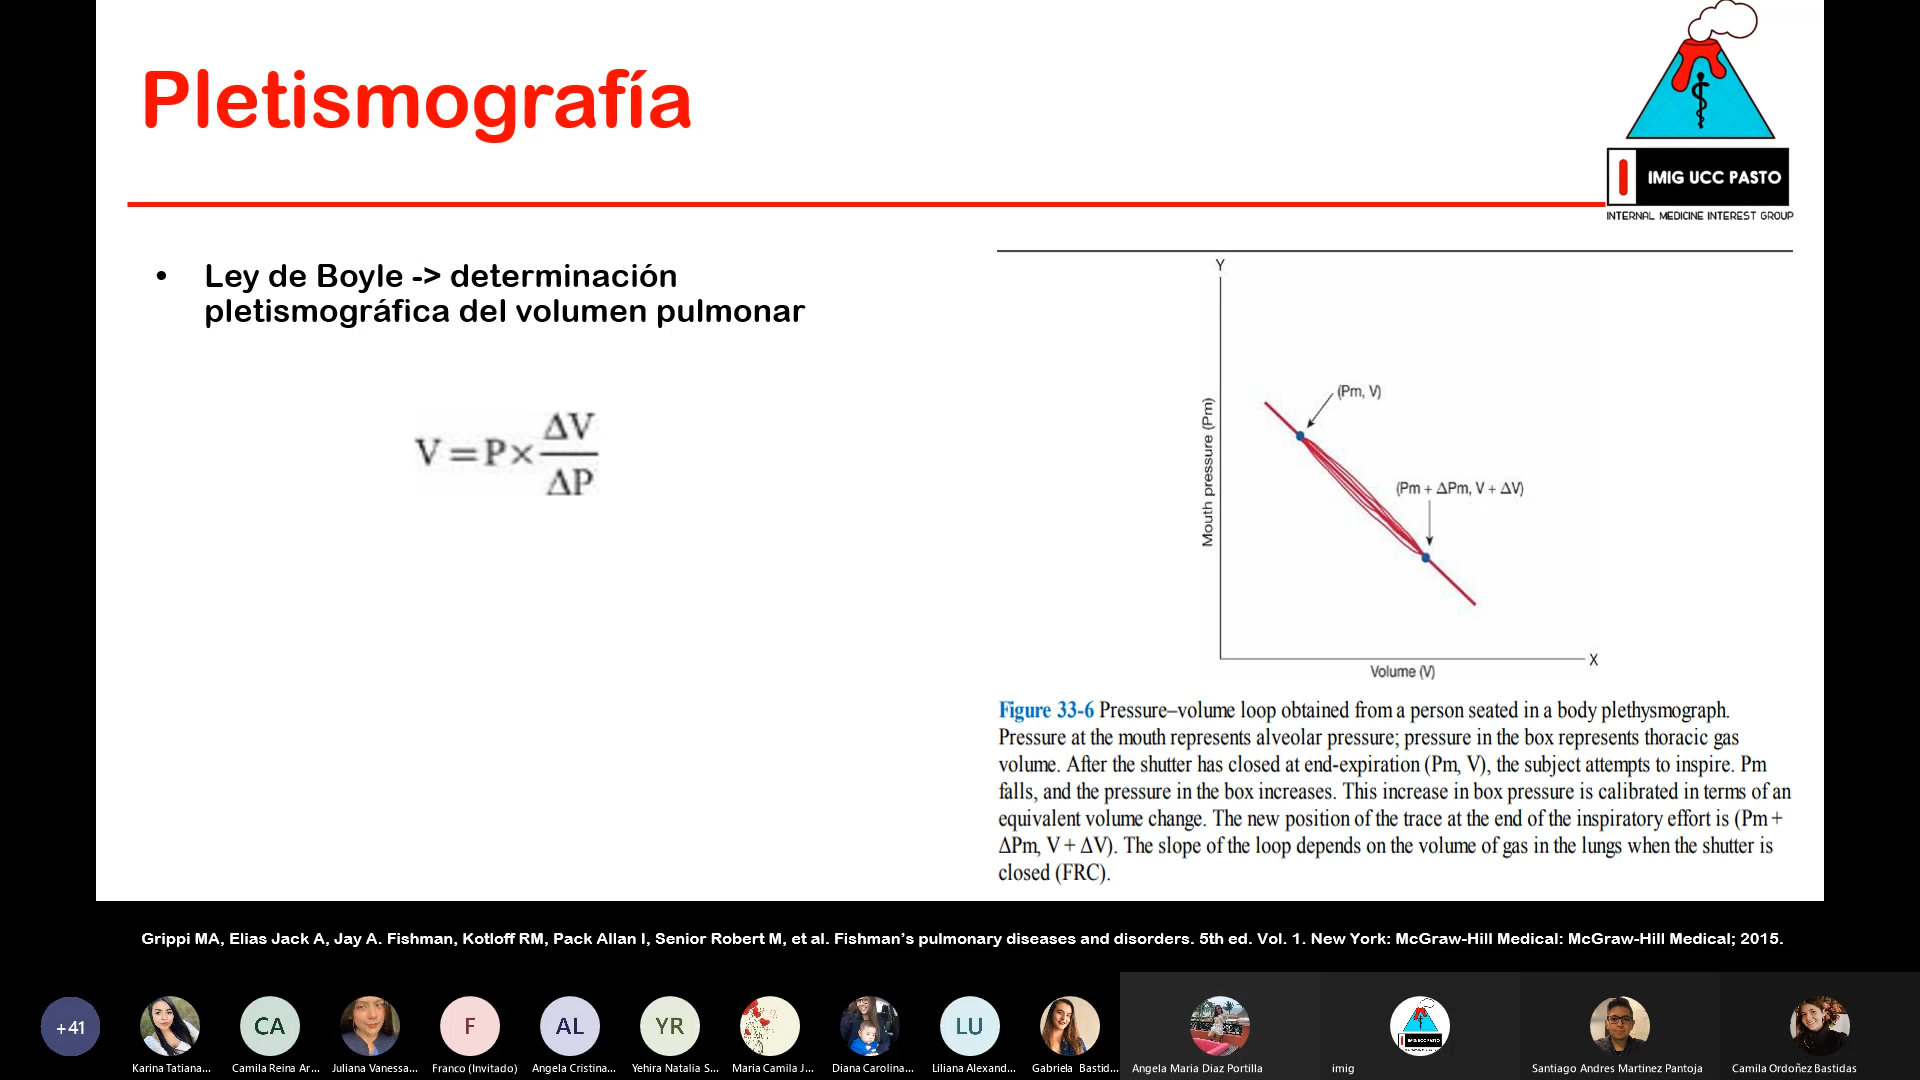 Pletismografía
IMIG UCC PASTO
INTERNAL MEDICINE INTEREST GROUP
• Ley de Boyle -> determinación
pletismográfica del volumen pulmonar
V = P × ΔV
ΔP
Y
Mouth pressure (Pm)
(Pm, V)
(Pm + ΔPm, V + ΔV)
X
Volume (V)
Figure 33-6 Pressure–volume loop obtained from a person seated in a body plethysmograph.
Pressure at the mouth represents alveolar pressure; pressure in the box represents thoracic gas
volume. After the shutter has closed at end-expiration (Pm, V), the subject attempts to inspire. Pm
falls, and the pressure in the box increases. This increase in box pressure is calibrated in terms of an
equivalent volume change. The new position of the trace at the end of the inspiratory effort is (Pm +
ΔPm, V + ΔV). The slope of the loop depends on the volume of gas in the lungs when the shutter is
closed (FRC).
Grippi MA, Elias Jack A, Jay A. Fishman, Kotloff RM, Pack Allan I, Senior Robert M, et al. Fishman's pulmonary diseases and disorders. 5th ed. Vol. 1. New York: McGraw-Hill Medical: McGraw-Hill Medical; 2015.
+41
CA
F
AL
YR
LU
Karina Tatiana...
Camila Reina Ar...
Juliana Vanessa...
Franco (Invitado)
Angela Cristina...
Yehira Natalia S...
Maria Camila J...
Diana Carolina...
Liliana Alexand...
Gabriela Bastid...
Angela Maria Diaz Portilla
imig
Santiago Andres Martinez Pantoja
Camila Ordoñez Bastidas